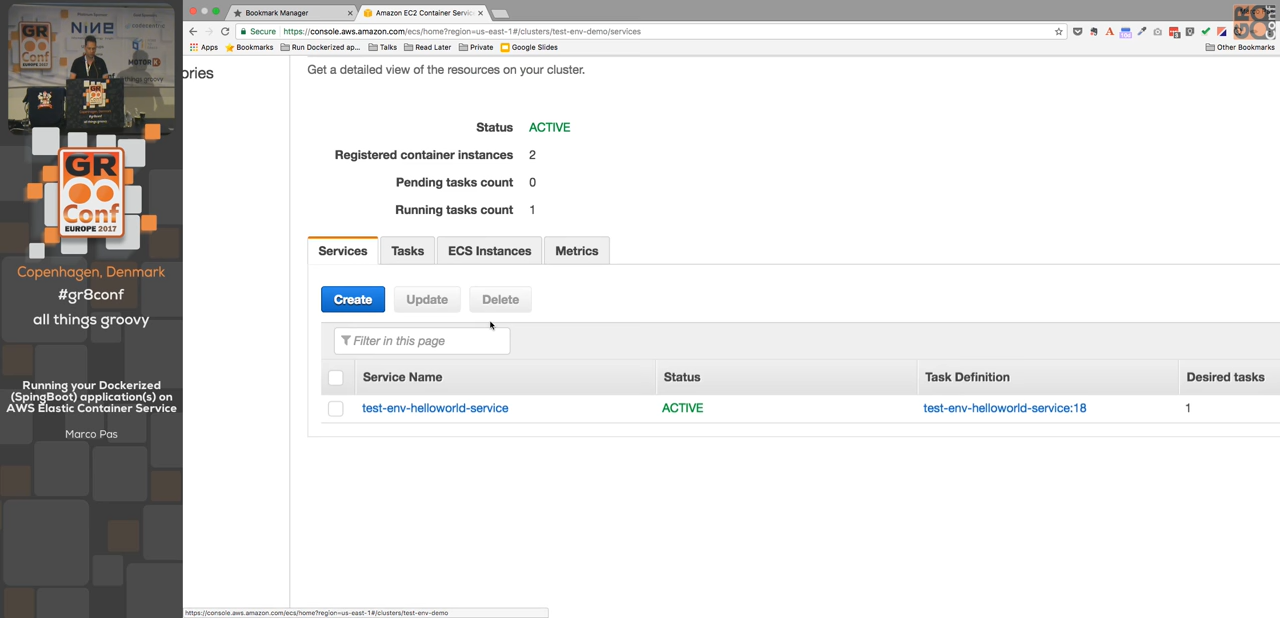 NINE
MOTORK
things groovy
GR
Conf
EUROPE 2017
Copenhagen, Denmark
#gr8conf
all things groovy
Running your Dockerized
(SpingBoot) application(s) on
AWS Elastic Container Service
Marco Pas
Bookmark Manager
Amazon EC2 Container Servic
Secure
https://console.aws.amazon.com/ecs/home?region=us-east-1#/clusters/test-env-demo/services
Apps
Bookmarks
Run Dockerized ap...
Talks
Read Later
Private
Google Slides
Other Bookmarks
ories
Get a detailed view of the resources on your cluster.
Status ACTIVE
Registered container instances 2
Pending tasks count 0
Running tasks count 1
Services Tasks ECS Instances Metrics
Create Update Delete
Filter in this page
Service Name Status Task Definition Desired tasks
test-env-helloworld-service ACTIVE test-env-helloworld-service:18 1
https://console.aws.amazon.com/ecs/home?region=us-east-1#/clusters/test-env-demo